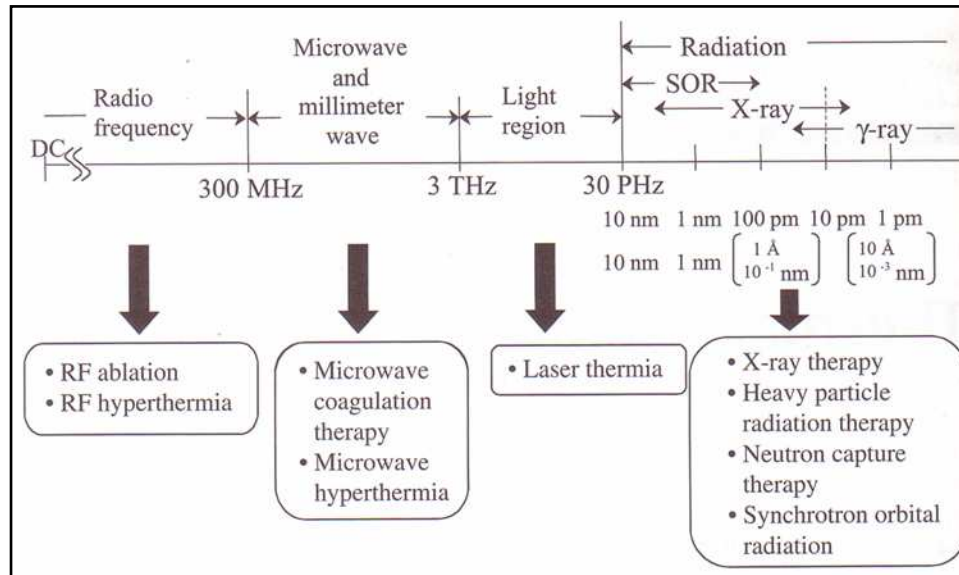 Microwave
and
millimeter
wave
Radio
frequency
Light
region
Radiation
SOR
X-ray
γ-ray
DC
300 MHz
3 THz
30 PHz
10 nm 1 nm 100 pm 10 pm 1 pm
10 nm 1 nm (1 Å 10⁻¹ nm) (10 Å 10⁻³ nm)
• RF ablation
• RF hyperthermia
• Microwave
coagulation
therapy
• Microwave
hyperthermia
• Laser thermia
• X-ray therapy
• Heavy particle
radiation therapy
• Neutron capture
therapy
• Synchrotron orbital
radiation